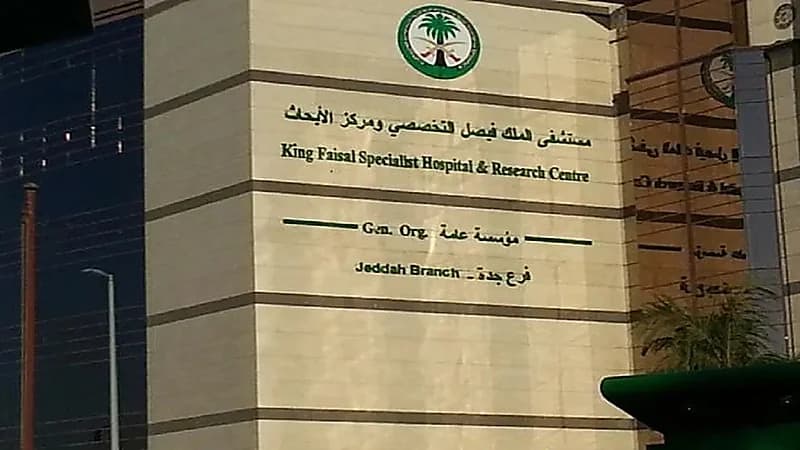 مستشفى الملك فيصل التخصصي ومركز الأبحاث
King Faisal Specialist Hospital & Research Centre
Gen. Org. مؤسسة عامة
Jeddah Branch - فرع جدة